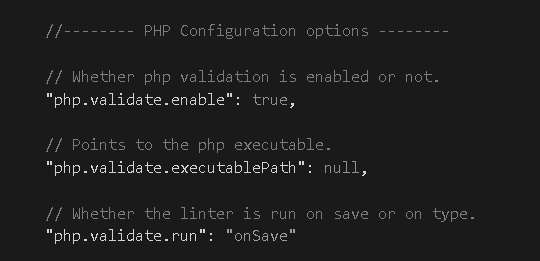 //-------- PHP Configuration options --------
// Whether php validation is enabled or not.
"php.validate.enable": true,
// Points to the php executable.
"php.validate.executablePath": null,
// Whether the linter is run on save or on type.
"php.validate.run": "onSave"